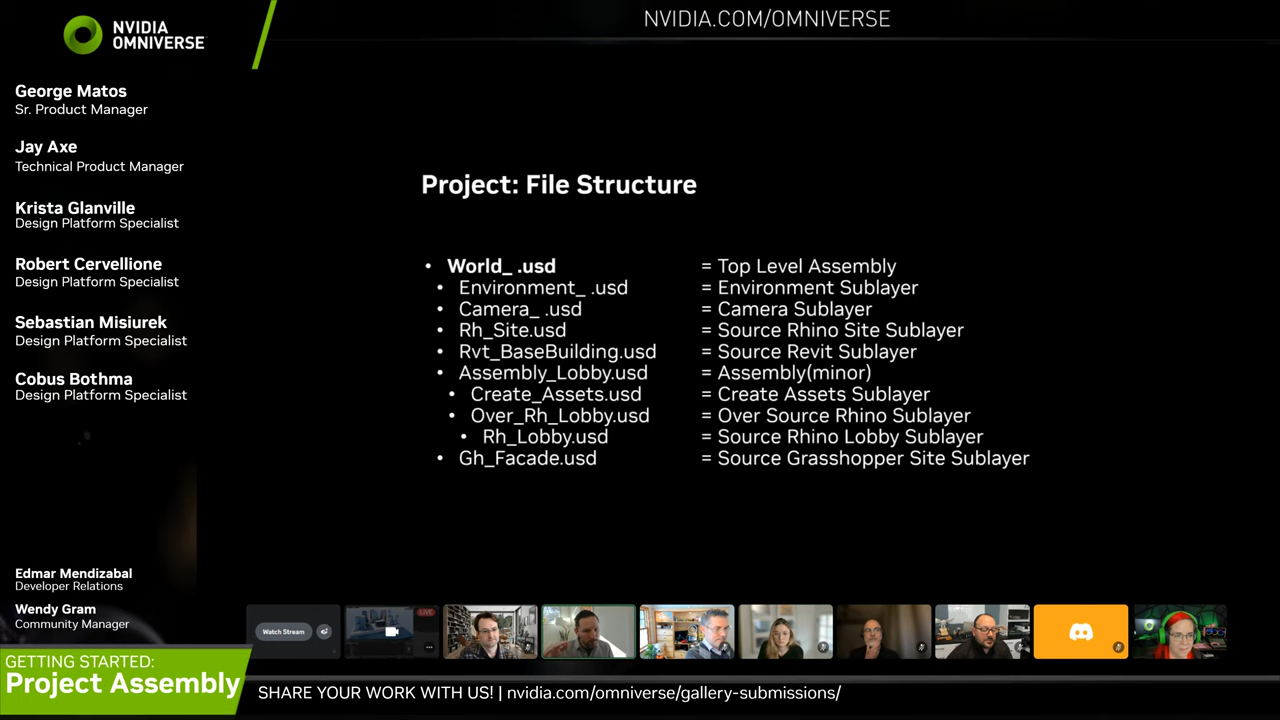 NVIDIA
OMNIVERSE
NVIDIA.COM/OMNIVERSE
George Matos
Sr. Product Manager
Jay Axe
Technical Product Manager
Krista Glanville
Design Platform Specialist
Robert Cervellione
Design Platform Specialist
Sebastian Misiurek
Design Platform Specialist
Cobus Bothma
Design Platform Specialist
Project: File Structure
• World_ .usd = Top Level Assembly
• Environment_ .usd = Environment Sublayer
• Camera_ .usd = Camera Sublayer
• Rh_Site.usd = Source Rhino Site Sublayer
• Rvt_BaseBuilding.usd = Source Revit Sublayer
• Assembly_Lobby.usd = Assembly(minor)
• Create_Assets.usd = Create Assets Sublayer
• Over_Rh_Lobby.usd = Over Source Rhino Sublayer
• Rh_Lobby.usd = Source Rhino Lobby Sublayer
• Gh_Facade.usd = Source Grasshopper Site Sublayer
Edmar Mendizabal
Developer Relations
Wendy Gram
Community Manager
Watch Stream
LIVE
GETTING STARTED:
Project Assembly
SHARE YOUR WORK WITH US! | nvidia.com/omniverse/gallery-submissions/